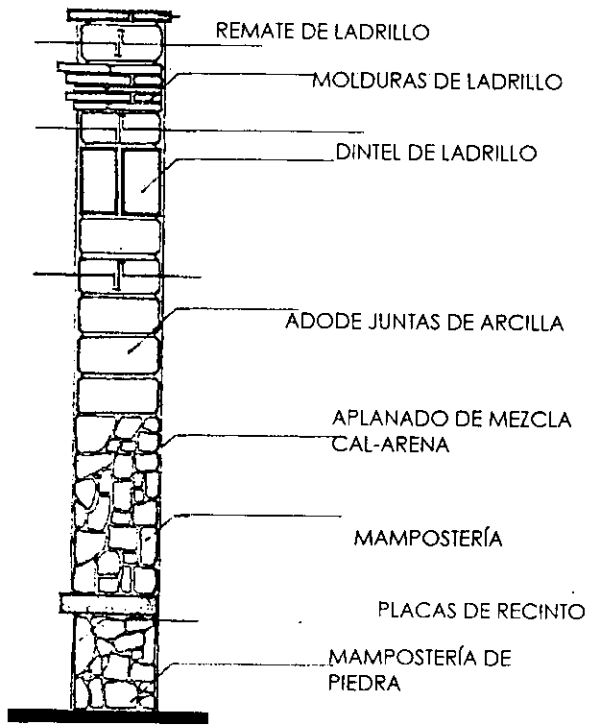 REMATE DE LADRILLO
MOLDURAS DE LADRILLO
DINTEL DE LADRILLO
ADODE JUNTAS DE ARCILLA
APLANADO DE MEZCLA
CAL-ARENA
MAMPOSTERÍA
PLACAS DE RECINTO
MAMPOSTERÍA DE
PIEDRA